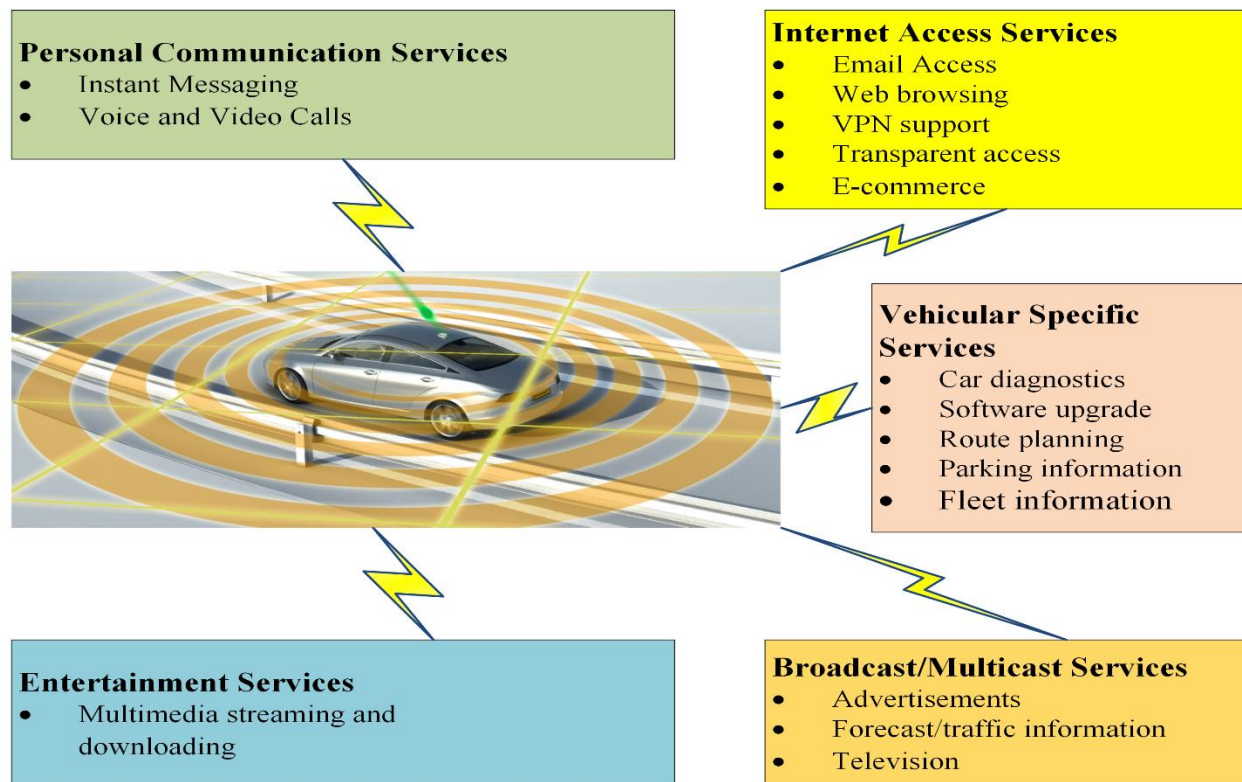 Personal Communication Services
• Instant Messaging
• Voice and Video Calls
Internet Access Services
• Email Access
• Web browsing
• VPN support
• Transparent access
• E-commerce
Vehicular Specific
Services
• Car diagnostics
• Software upgrade
• Route planning
• Parking information
• Fleet information
Entertainment Services
• Multimedia streaming and
downloading
Broadcast/Multicast Services
• Advertisements
• Forecast/traffic information
• Television